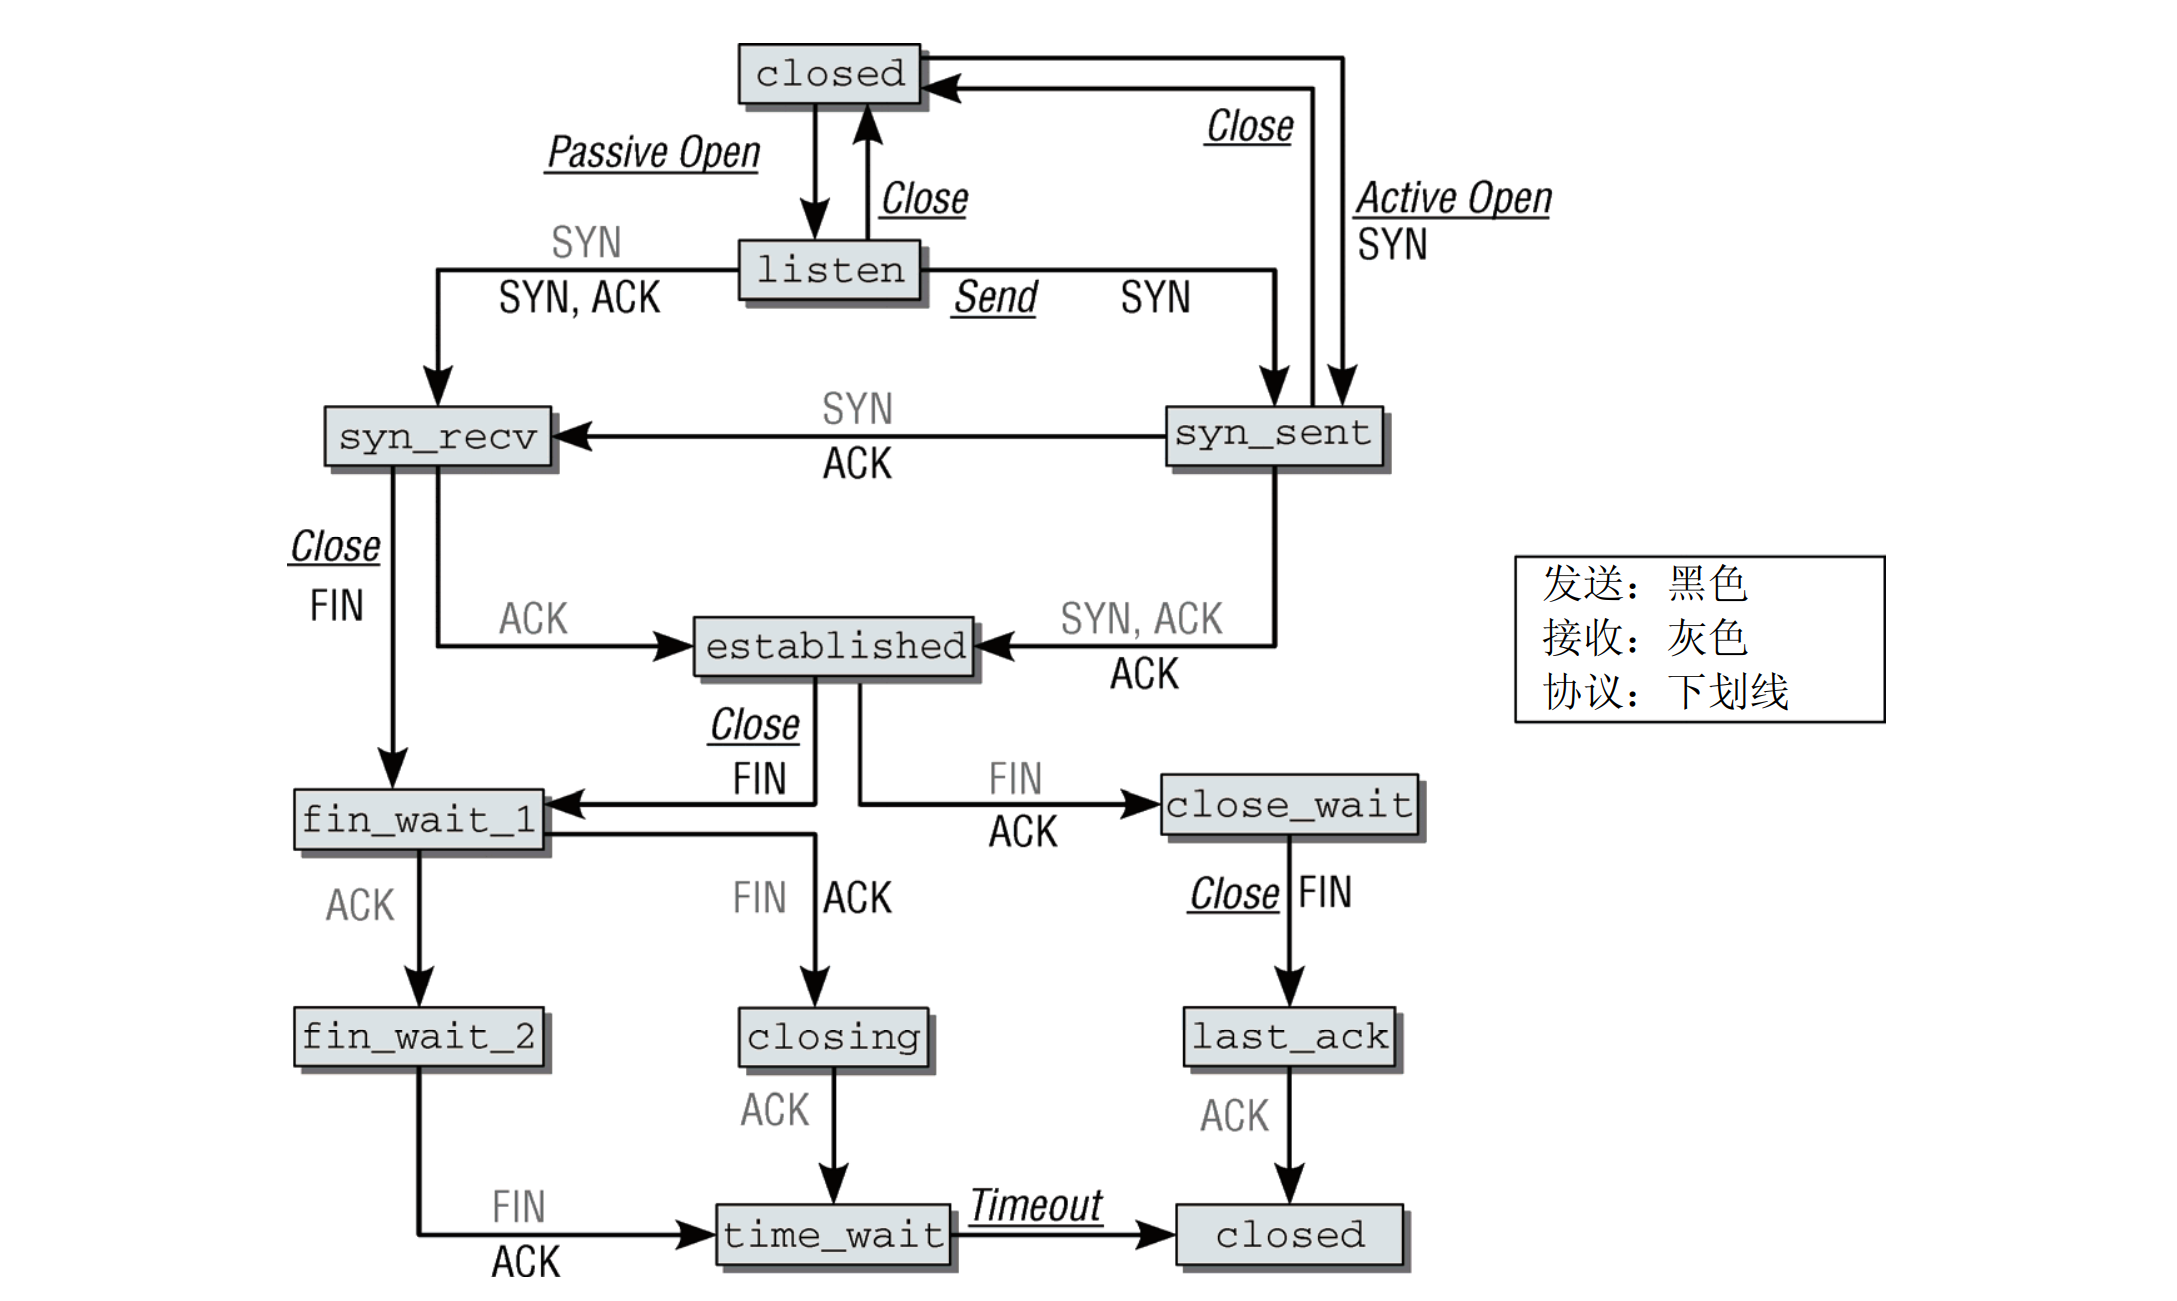 closed
Close
Passive Open
Close
Active Open
SYN
SYN
listen
SYN, ACK
Send
SYN
SYN
syn_recv
syn_sent
ACK
Close
FIN
ACK
established
SYN, ACK
ACK
发送：黑色
接收：灰色
协议：下划线
Close
FIN
FIN
close_wait
ACK
fin_wait_1
ACK
FIN
ACK
Close
FIN
fin_wait_2
closing
last_ack
ACK
ACK
FIN
ACK
time_wait
Timeout
closed